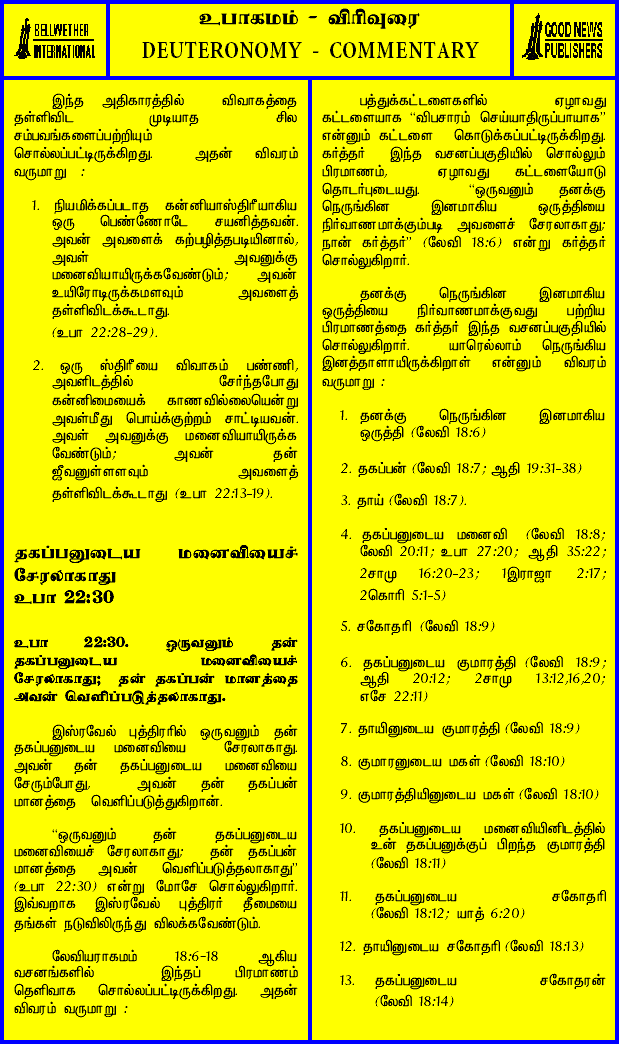 BELLWETHER
INTERNATIONAL
உபாகமம் - விரிவுரை
DEUTERONOMY - COMMENTARY
GOOD NEWS
PUBLISHERS
இந்த அதிகாரத்தில் விவாகத்தை
தள்ளிவிட முடியாத சில
சம்பவங்களைப்பற்றியும்
சொல்லப்பட்டிருக்கிறது. அதன் விவரம்
வருமாறு :
1. நியமிக்கப்படாத கன்னியாஸ்திரீயாகிய
ஒரு பெண்ணோடே சயனித்தவன்.
அவன் அவளைக் கற்பழித்தபடியினால்,
அவள் அவனுக்கு
மனைவியாயிருக்கவேண்டும்; அவன்
உயிரோடிருக்கமளவும் அவளைத்
தள்ளிவிடக்கூடாது.
(உபா 22:28-29).
2. ஒரு ஸ்திரீயை விவாகம் பண்ணி,
அவளிடத்தில் சேர்ந்தபோது
கன்னிமையைக் காணவில்லையென்று
அவள்மீது பொய்க்குற்றம் சாட்டியவன்.
அவள் அவனுக்கு மனைவியாயிருக்க
வேண்டும்; அவன் தன்
ஜீவனுள்ளளவும் அவளைத்
தள்ளிவிடக்கூடாது (உபா 22:13-19).
தகப்பனுடைய மனைவியைச்
சேரலாகாது
உபா 22:30
உபா 22:30. ஒருவனும் தன்
தகப்பனுடைய மனைவியைச்
சேரலாகாது; தன் தகப்பன் மானத்தை
அவன் வெளிப்படுத்தலாகாது.
இஸ்ரவேல் புத்திரரில் ஒருவனும் தன்
தகப்பனுடைய மனைவியை சேரலாகாது.
அவன் தன் தகப்பனுடைய மனைவியை
சேரும்போது, அவன் தன் தகப்பன்
மானத்தை வெளிப்படுத்துகிறான்.
"ஒருவனும் தன் தகப்பனுடைய
மனைவியைச் சேரலாகாது; தன் தகப்பன்
மானத்தை அவன் வெளிப்படுத்தலாகாது"
(உபா 22:30) என்று மோசே சொல்லுகிறார்.
இவ்வறாக இஸ்ரவேல் புத்திரர் தீமையை
தங்கள் நடுவிலிருந்து விலக்கவேண்டும்.
லேவியராகமம் 18:6-18 ஆகிய
வசனங்களில் இந்தப் பிரமாணம்
தெளிவாக சொல்லப்பட்டிருக்கிறது. அதன்
விவரம் வருமாறு :
பத்துக்கட்டளைகளில் ஏழாவது
கட்டளையாக "விபசாரம் செய்யாதிருப்பாயாக"
என்னும் கட்டளை கொடுக்கப்பட்டிருக்கிறது.
கர்த்தர் இந்த வசனப்பகுதியில் சொல்லும்
பிரமாணம், ஏழாவது கட்டளையோடு
தொடர்புடையது. "ஒருவனும் தனக்கு
நெருங்கின இனமாகிய ஒருத்தியை
நிர்வாணமாக்கும்படி அவளைச் சேரலாகாது;
நான் கர்த்தர்" (லேவி 18:6) என்று கர்த்தர்
சொல்லுகிறார்.
தனக்கு நெருங்கின இனமாகிய
ஒருத்தியை நிர்வாணமாக்குவது பற்றிய
பிரமாணத்தை கர்த்தர் இந்த வசனப்பகுதியில்
சொல்லுகிறார். யாரெல்லாம் நெருங்கிய
இனத்தாளாயிருக்கிறாள் என்னும் விவரம்
வருமாறு :
1. தனக்கு நெருங்கின இனமாகிய
ஒருத்தி (லேவி 18:6)
2. தகப்பன் (லேவி 18:7; ஆதி 19:31-38)
3. தாய் (லேவி 18:7).
4. தகப்பனுடைய மனைவி (லேவி 18:8;
லேவி 20:11; உபா 27:20; ஆதி 35:22;
2சாமு 16:20-23; 1இராஜா 2:17;
2கொரி 5:1-5)
5. சகோதரி (லேவி 18:9)
6. தகப்பனுடைய குமாரத்தி (லேவி 18:9;
ஆதி 20:12; 2சாமு 13:12,16,20;
எசே 22:11)
7. தாயினுடைய குமாரத்தி (லேவி 18:9)
8. குமாரனுடைய மகள் (லேவி 18:10)
9. குமாரத்தியினுடைய மகள் (லேவி 18:10)
10. தகப்பனுடைய மனைவியினிடத்தில்
உன் தகப்பனுக்குப் பிறந்த குமாரத்தி
(லேவி 18:11)
11. தகப்பனுடைய சகோதரி
(லேவி 18:12; யாத் 6:20)
12. தாயினுடைய சகோதரி (லேவி 18:13)
13. தகப்பனுடைய சகோதரன்
(லேவி 18:14)